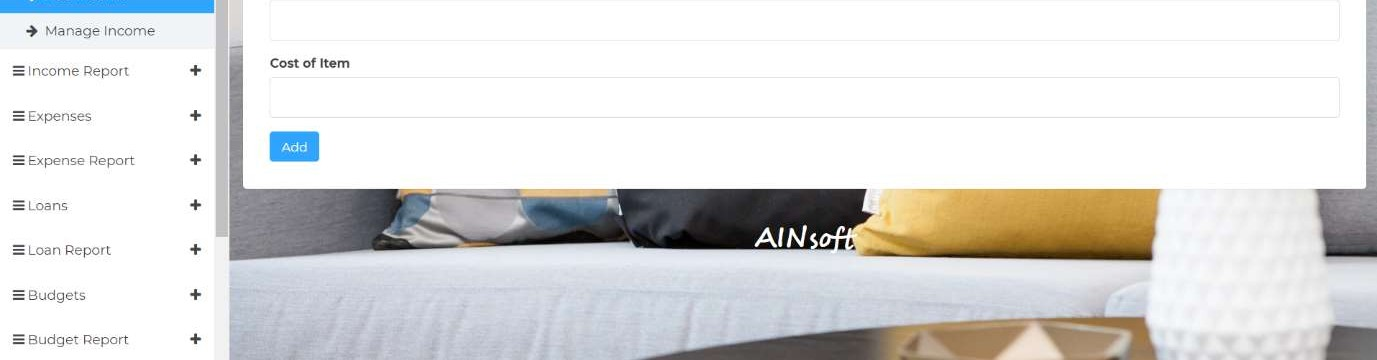 Manage Income
Income Report
Expenses
Expense Report
Loans
Loan Report
Budgets
Budget Report
Cost of Item
Add
AINsoft